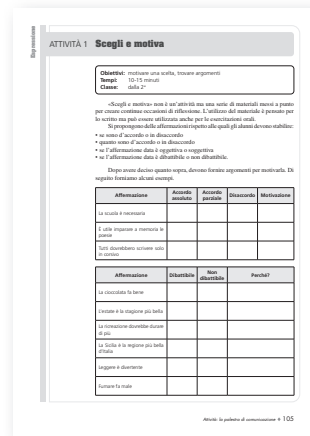 Espressione
ATTIVITÀ 1 Scegli e motiva
Obiettivi: motivare una scelta, trovare argomenti
Tempi: 10-15 minuti
Classe: dalla 2ª
«Scegli e motiva» non è un'attività ma una serie di materiali messi a punto
per creare continue occasioni di riflessione. L'utilizzo del materiale è pensato per
lo scritto ma può essere utilizzata anche per le esercitazioni orali.
Si propongono delle affermazioni rispetto alle quali gli alunni devono stabilire:
• se sono d'accordo o in disaccordo
• quanto sono d'accordo o in disaccordo
• se l'affermazione data è oggettiva o soggettiva
• se l'affermazione data è dibattibile o non dibattibile.
Dopo avere deciso quanto sopra, devono fornire argomenti per motivarla. Di
seguito forniamo alcuni esempi.
Affermazione Accordo assoluto Accordo parziale Disaccordo Motivazione
La scuola è necessaria
È utile imparare a memoria le
poesie
Tutti dovrebbero scrivere solo
in corsivo
Affermazione Dibattibile Non dibattibile Perché?
La cioccolata fa bene
L'estate è la stagione più bella
La ricreazione dovrebbe durare
di più
La Sicilia è la regione più bella
d'Italia
Leggere è divertente
Fumare fa male
Attività: la palestra di comunicazione • 105